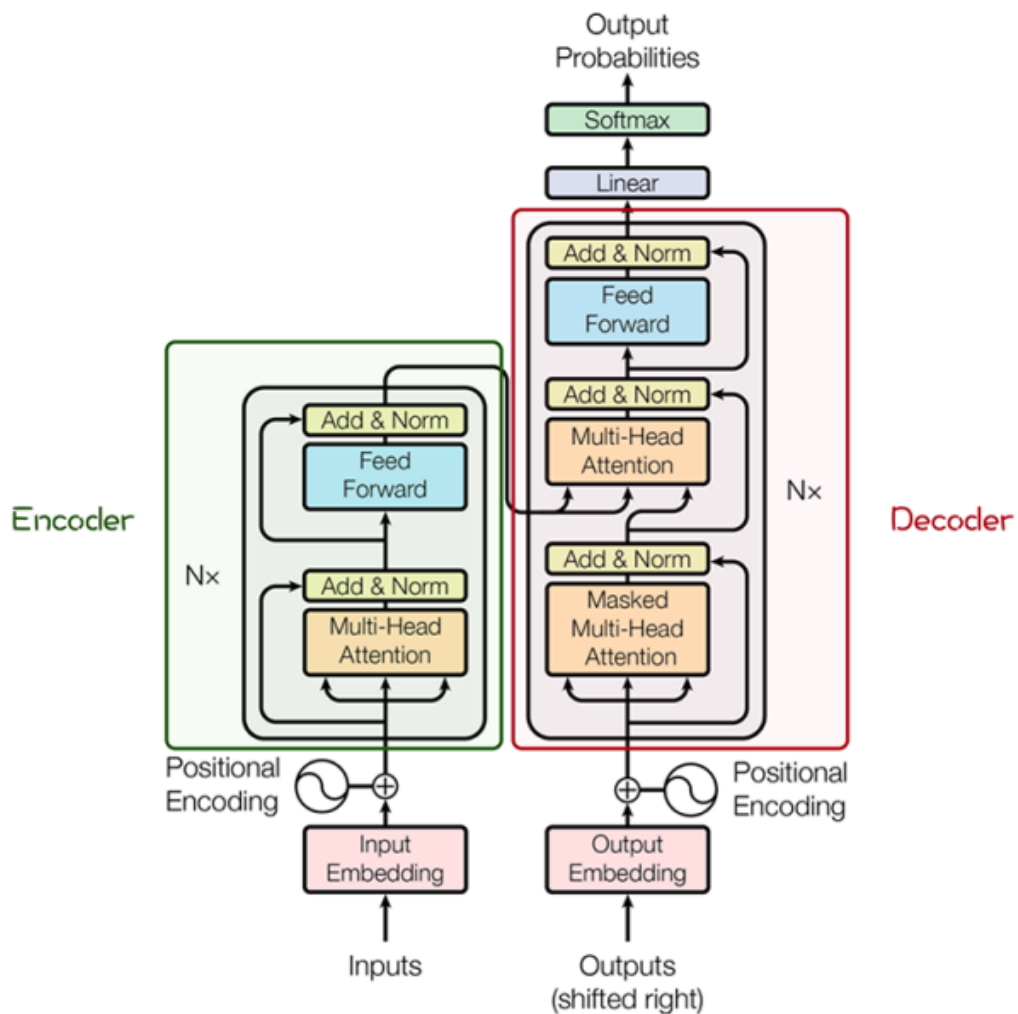 Output
Probabilities
Softmax
Linear
Add & Norm
Feed
Forward
Add & Norm
Multi-Head
Attention
Nx
Add & Norm
Masked
Multi-Head
Attention
Decoder
Encoder
Nx
Add & Norm
Feed
Forward
Add & Norm
Multi-Head
Attention
Positional
Encoding
Positional
Encoding
Input
Embedding
Output
Embedding
Inputs
Outputs
(shifted right)